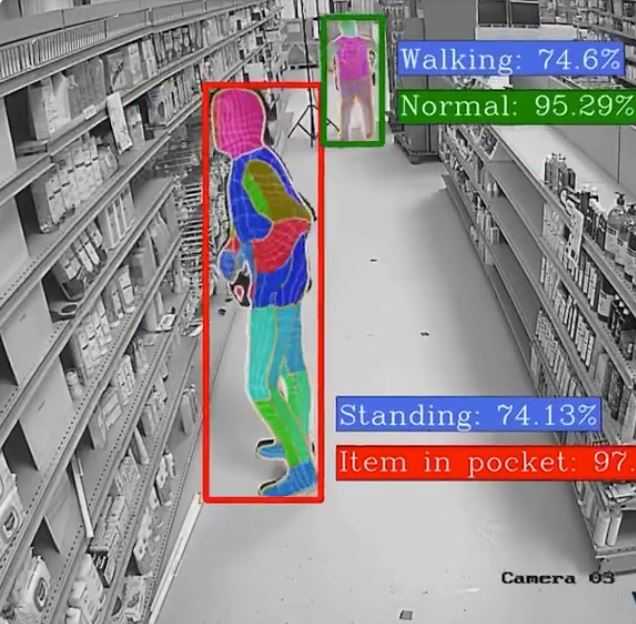 Walking: 74.6%
Normal: 95.29%
Standing: 74.13%
Item in pocket: 97.
Camera 03